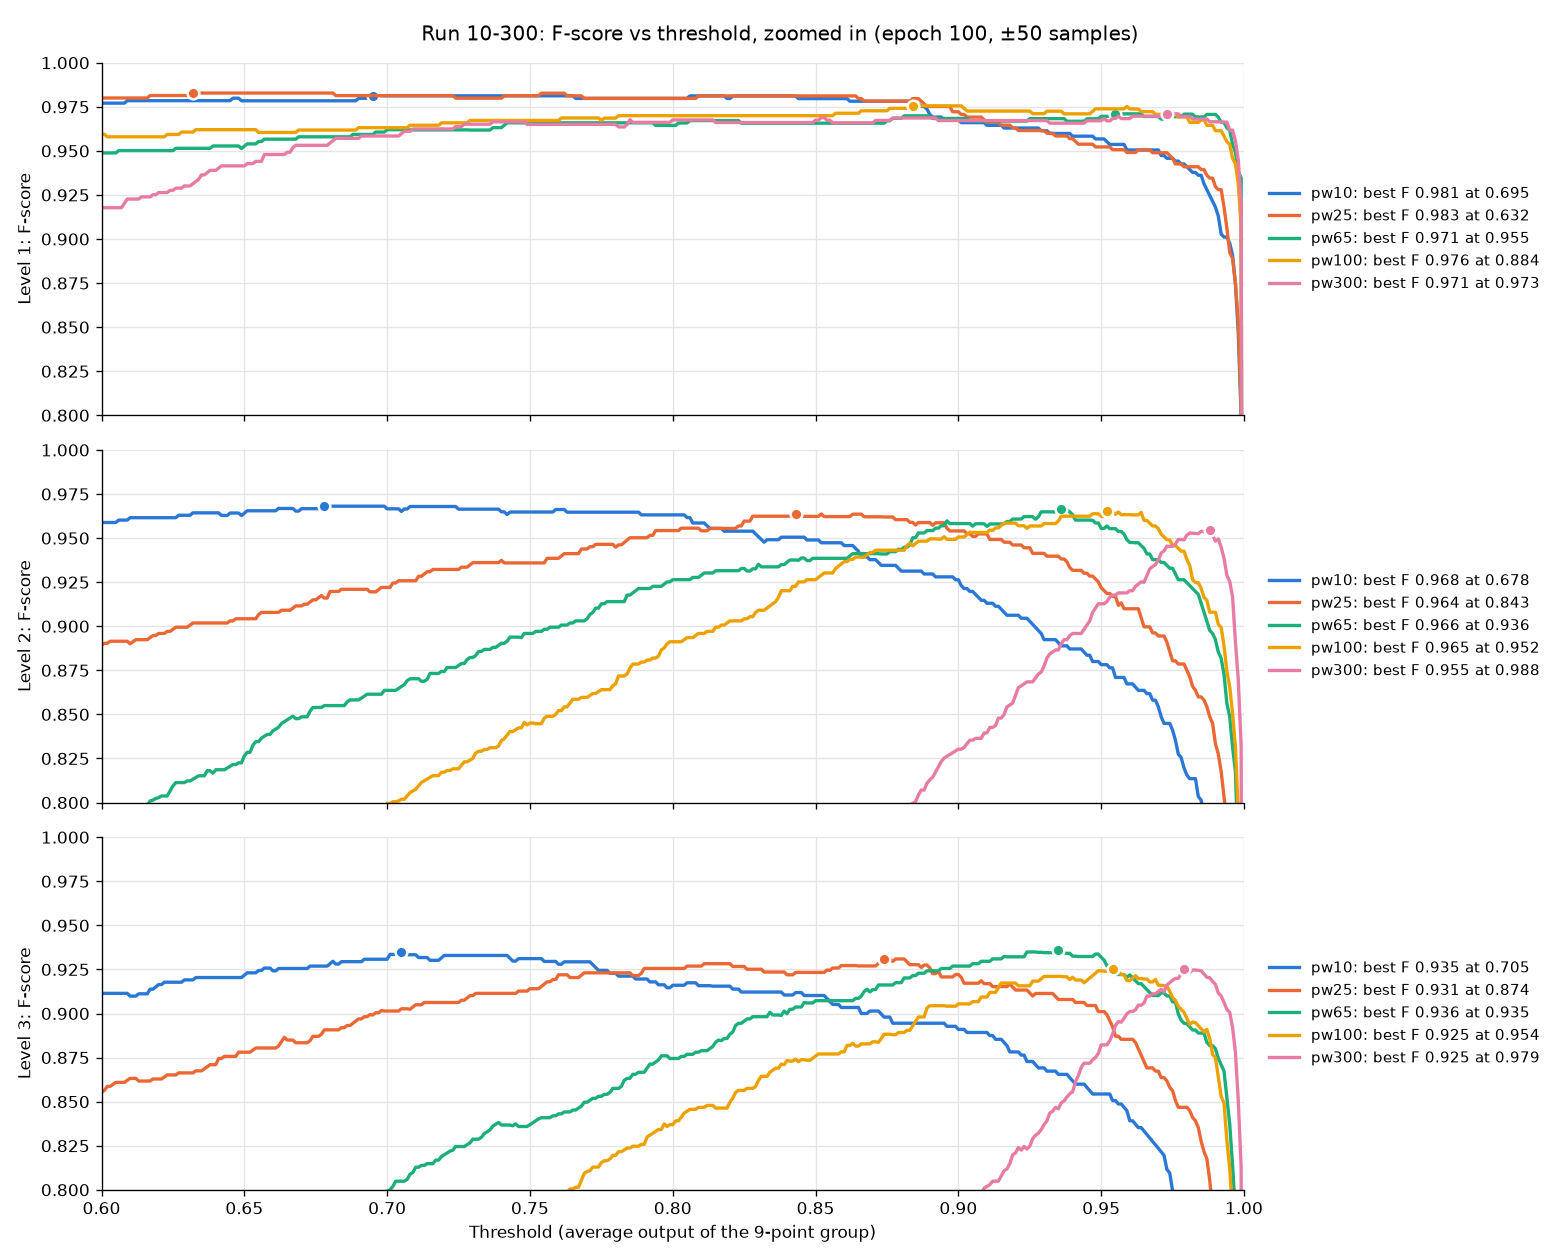 Run 10-300: F-score vs threshold, zoomed in (epoch 100, ±50 samples)
1.000
0.975
0.950
0.925
0.900
0.875
0.850
0.825
0.800
Level 1: F-score
pw10: best F 0.981 at 0.695
pw25: best F 0.983 at 0.632
pw65: best F 0.971 at 0.955
pw100: best F 0.976 at 0.884
pw300: best F 0.971 at 0.973
1.000
0.975
0.950
0.925
0.900
0.875
0.850
0.825
0.800
Level 2: F-score
pw10: best F 0.968 at 0.678
pw25: best F 0.964 at 0.843
pw65: best F 0.966 at 0.936
pw100: best F 0.965 at 0.952
pw300: best F 0.955 at 0.988
1.000
0.975
0.950
0.925
0.900
0.875
0.850
0.825
0.800
Level 3: F-score
pw10: best F 0.935 at 0.705
pw25: best F 0.931 at 0.874
pw65: best F 0.936 at 0.935
pw100: best F 0.925 at 0.954
pw300: best F 0.925 at 0.979
0.60 0.65 0.70 0.75 0.80 0.85 0.90 0.95 1.00
Threshold (average output of the 9-point group)